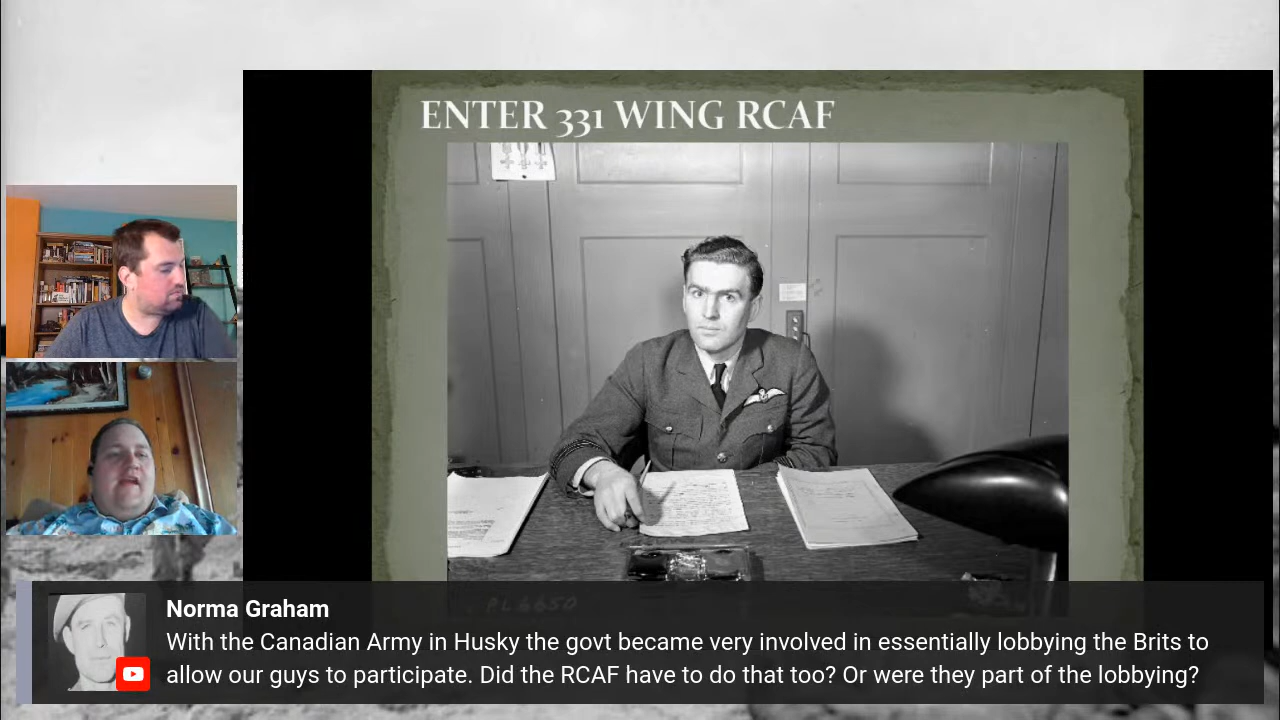 ENTER 331 WING RCAF
PL 6650
Norma Graham
With the Canadian Army in Husky the govt became very involved in essentially lobbying the Brits to
allow our guys to participate. Did the RCAF have to do that too? Or were they part of the lobbying?